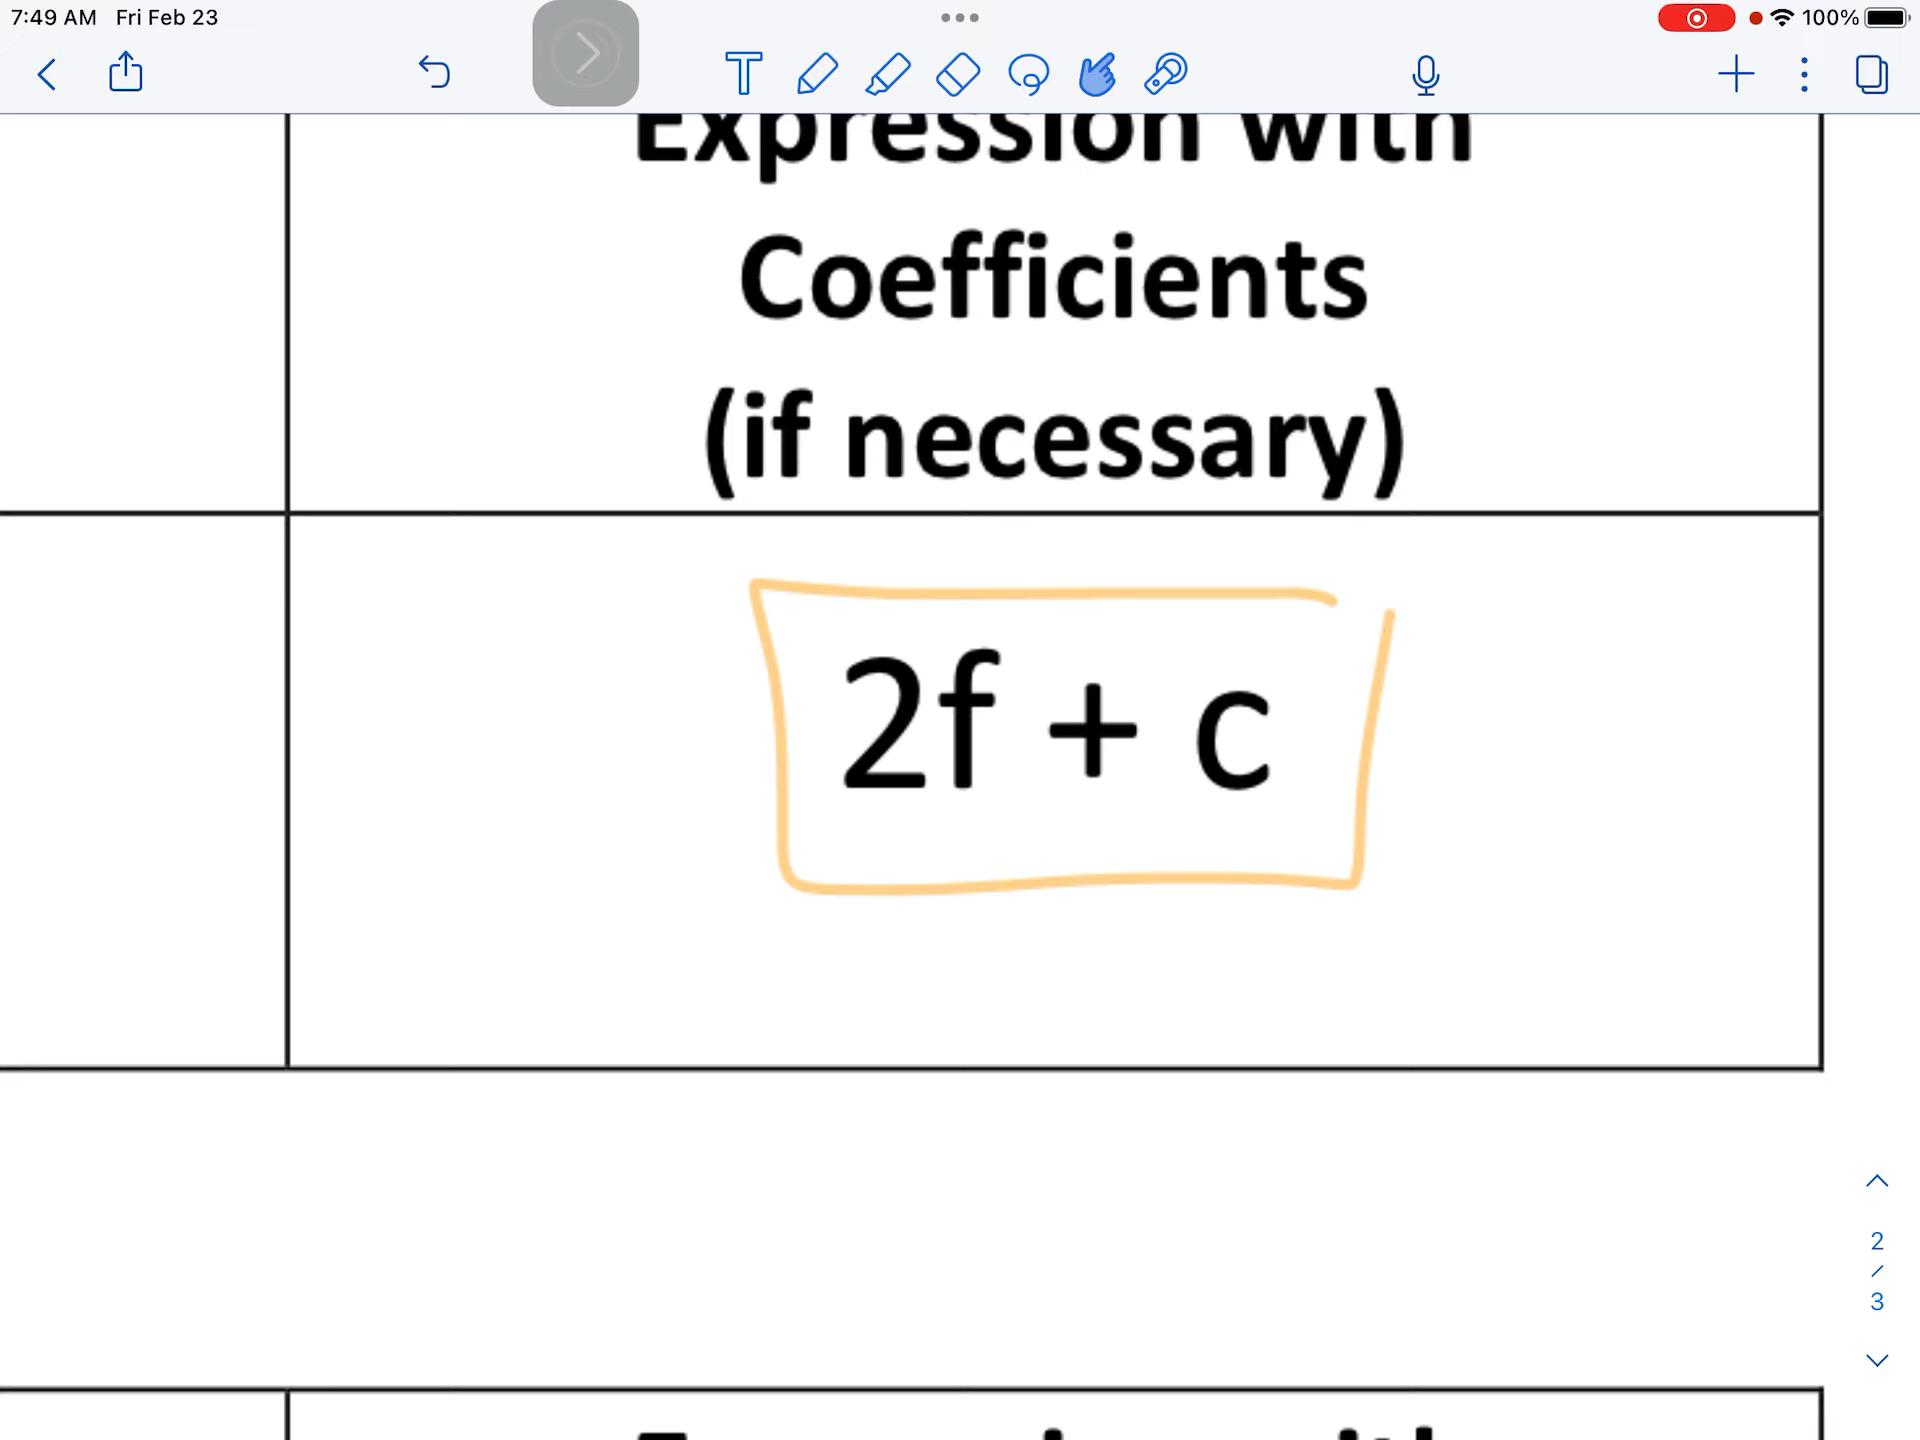 7:49 AM Fri Feb 23
100%
T
Expression with
Coefficients
(if necessary)
2f + c
2
/
3